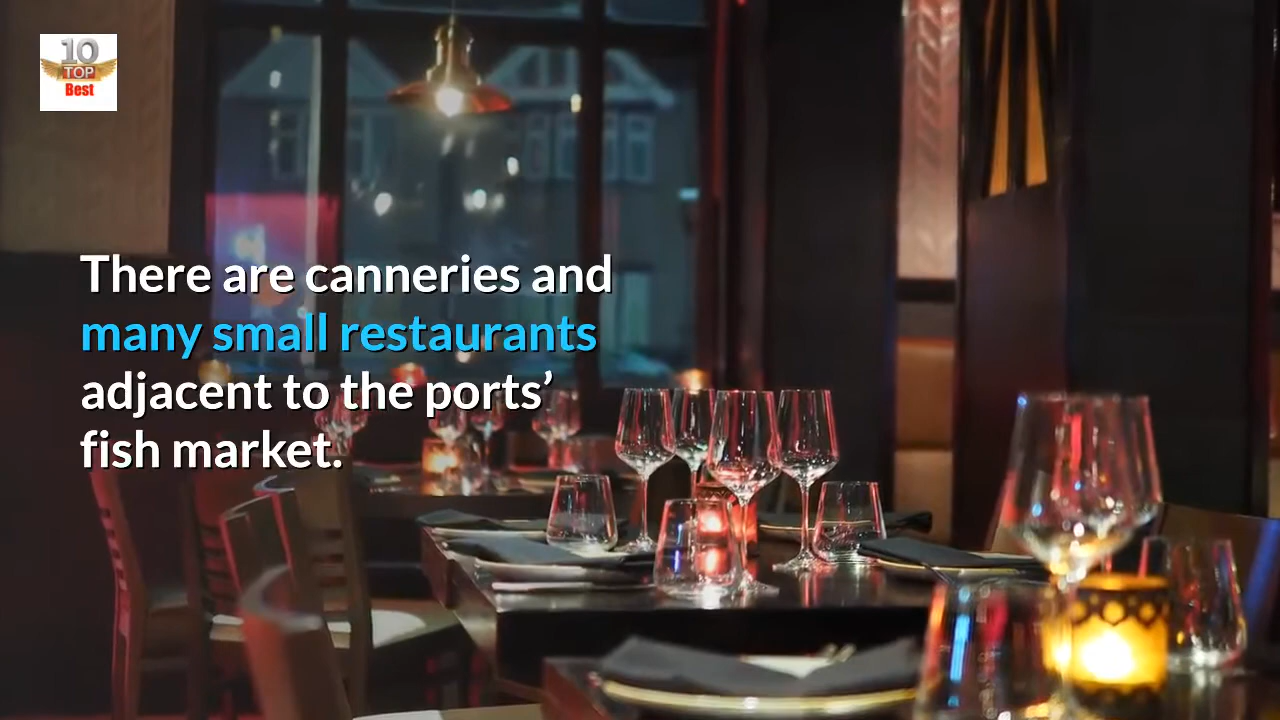 10
TOP
Best
There are canneries and
many small restaurants
adjacent to the ports’
fish market.